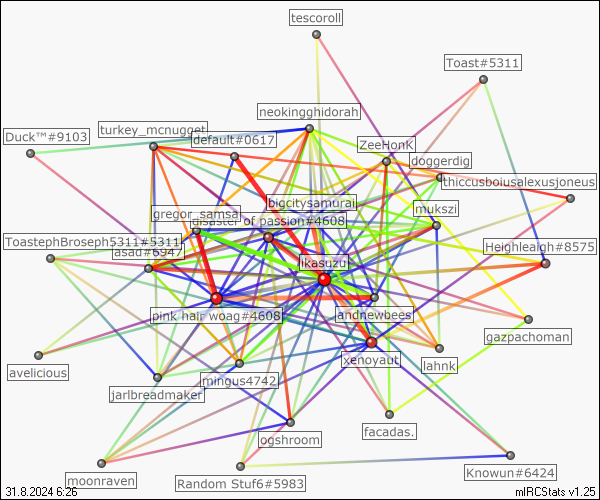 tescoroll
Toast#5311
neokingghidorah
turkey_mcnugget
Duck™#9103
default#0617
ZeeHonK
doggerdig
thiccusboiusalexusjoneus
bigcitysamurai
gregor_samsa
mukszi
disaster of passion#4608
ToastephBroseph5311#5311
Heighleaigh#8575
asad#6947
ikasuzu
pink hair woag#4608
andnewbees
gazpachoman
xenoyaut
lahnk
avelicious
mingus4742
jarlbreadmaker
facadas.
ogshroom
Knowun#6424
moonraven
Random Stuf6#5983
31.8.2024 6:26
mIRCStats v1.25